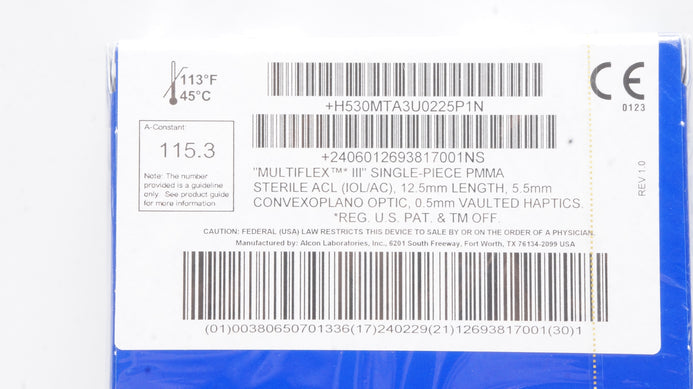 113°F
45°C
+H530MTA3U0225P1N
CE
0123
A-Constant:
115.3
Note: The number
provided is a guideline
only. See product guide
for more information
+2406012693817001NS
"MULTIFLEX™* III" SINGLE-PIECE PMMA
STERILE ACL (IOL/AC), 12.5mm LENGTH, 5.5mm
CONVEXOPLANO OPTIC, 0.5mm VAULTED HAPTICS.
*REG. U.S. PAT. & TM OFF.
REV 1.0
CAUTION: FEDERAL (USA) LAW RESTRICTS THIS DEVICE TO SALE BY OR ON THE ORDER OF A PHYSICIAN.
Manufactured by: Alcon Laboratories, Inc., 6201 South Freeway, Fort Worth, TX 76134-2099 USA
(01)00380650701336(17)240229(21)12693817001(30)1